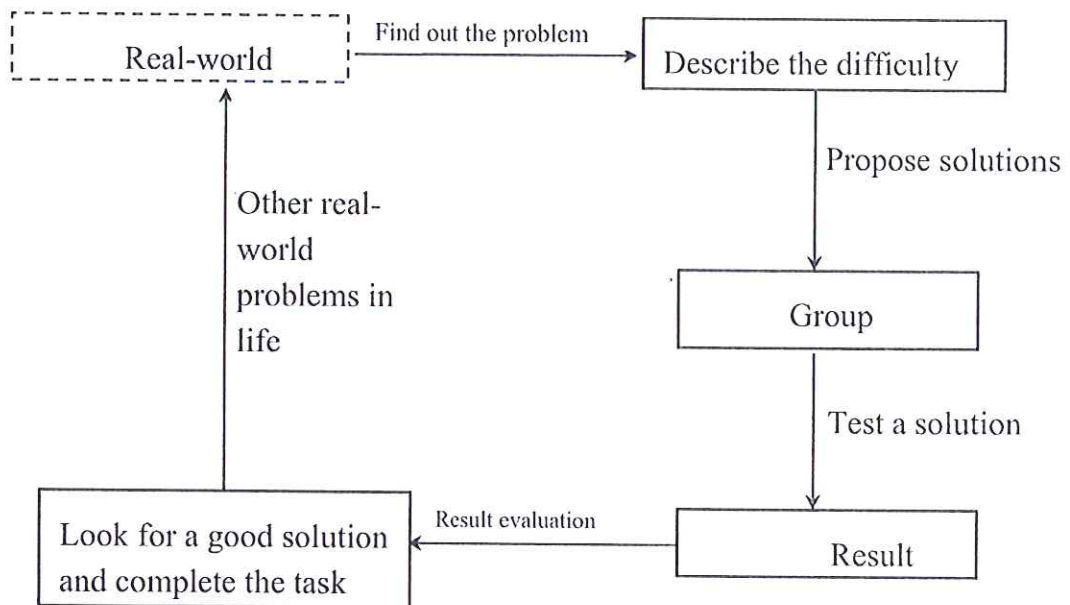 Real-world
Find out the problem
Describe the difficulty
Propose solutions
Other real-
world
problems in
life
Group
Test a solution
Look for a good solution
and complete the task
Result evaluation
Result